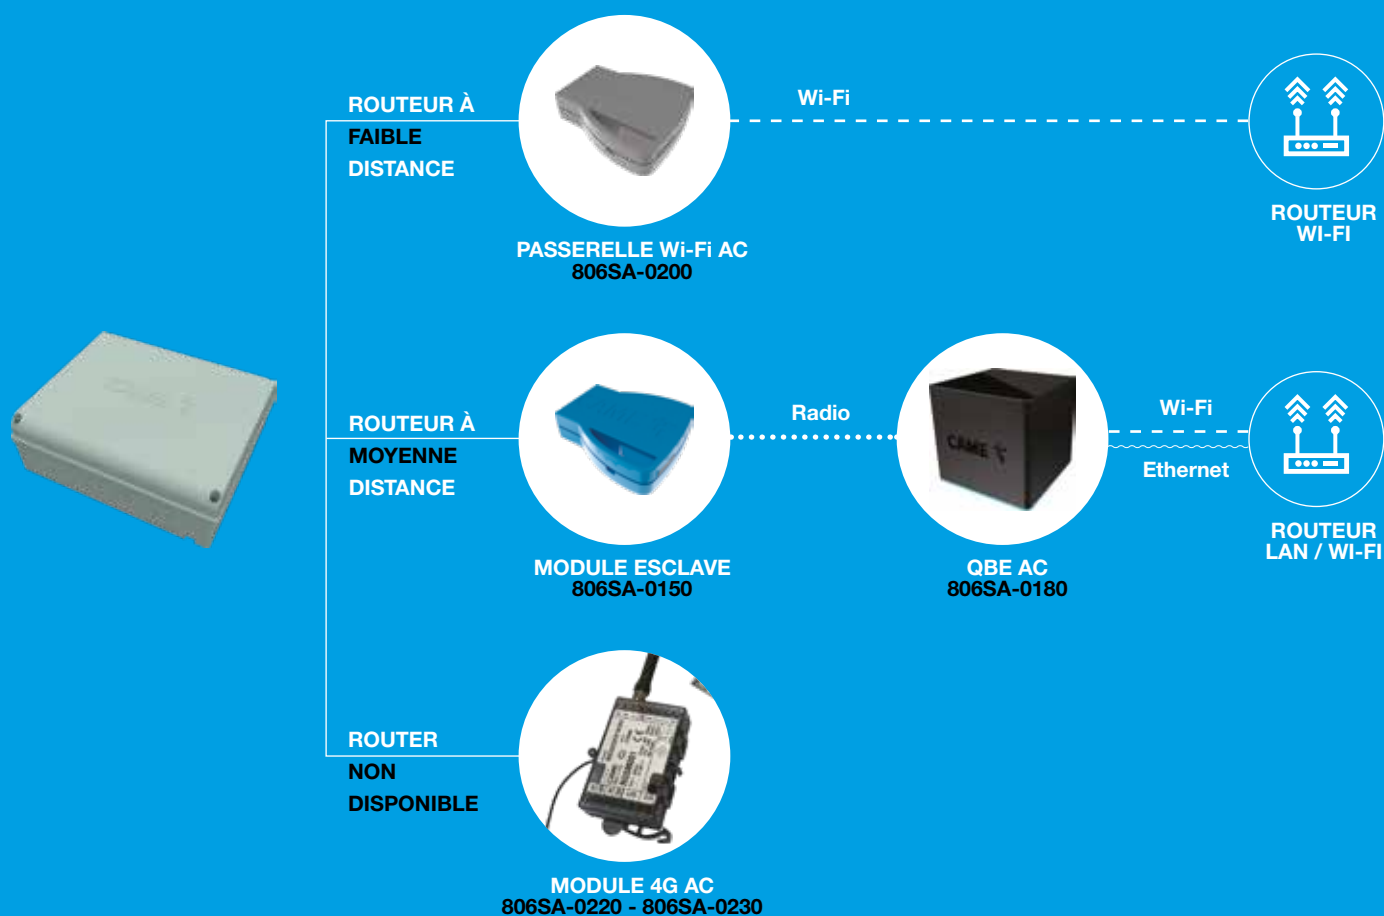 ROUTEUR À
FAIBLE
DISTANCE
Wi-Fi
PASSERELLE Wi-Fi AC
806SA-0200
ROUTEUR
WI-FI
ROUTEUR À
MOYENNE
DISTANCE
Radio
CAME
Wi-Fi
Ethernet
MODULE ESCLAVE
806SA-0150
QBE AC
806SA-0180
ROUTEUR
LAN / WI-FI
ROUTER
NON
DISPONIBLE
MODULE 4G AC
806SA-0220 - 806SA-0230